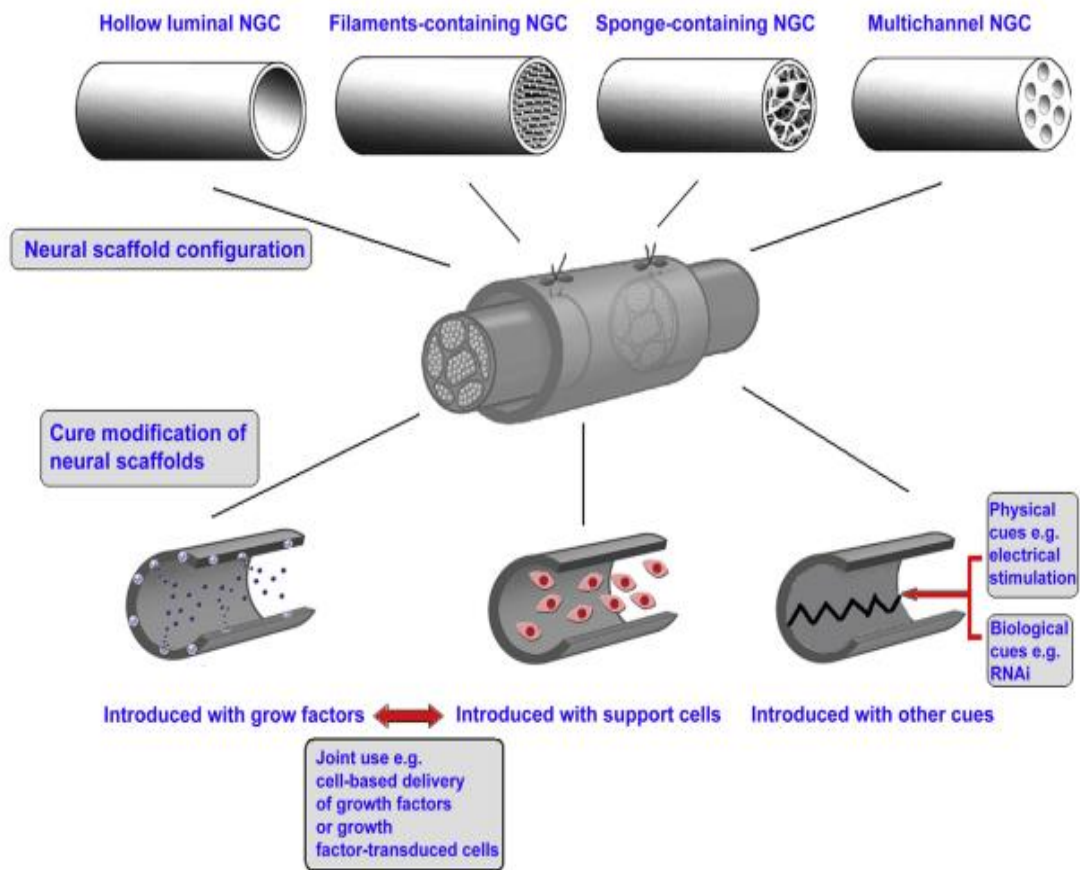 Hollow luminal NGC
Filaments-containing NGC
Sponge-containing NGC
Multichannel NGC
Neural scaffold configuration
Cure modification of
neural scaffolds
Physical
cues e.g.
electrical
stimulation
Biological
cues e.g.
RNAi
Introduced with grow factors
Introduced with support cells
Introduced with other cues
Joint use e.g.
cell-based delivery
of growth factors
or growth
factor-transduced cells